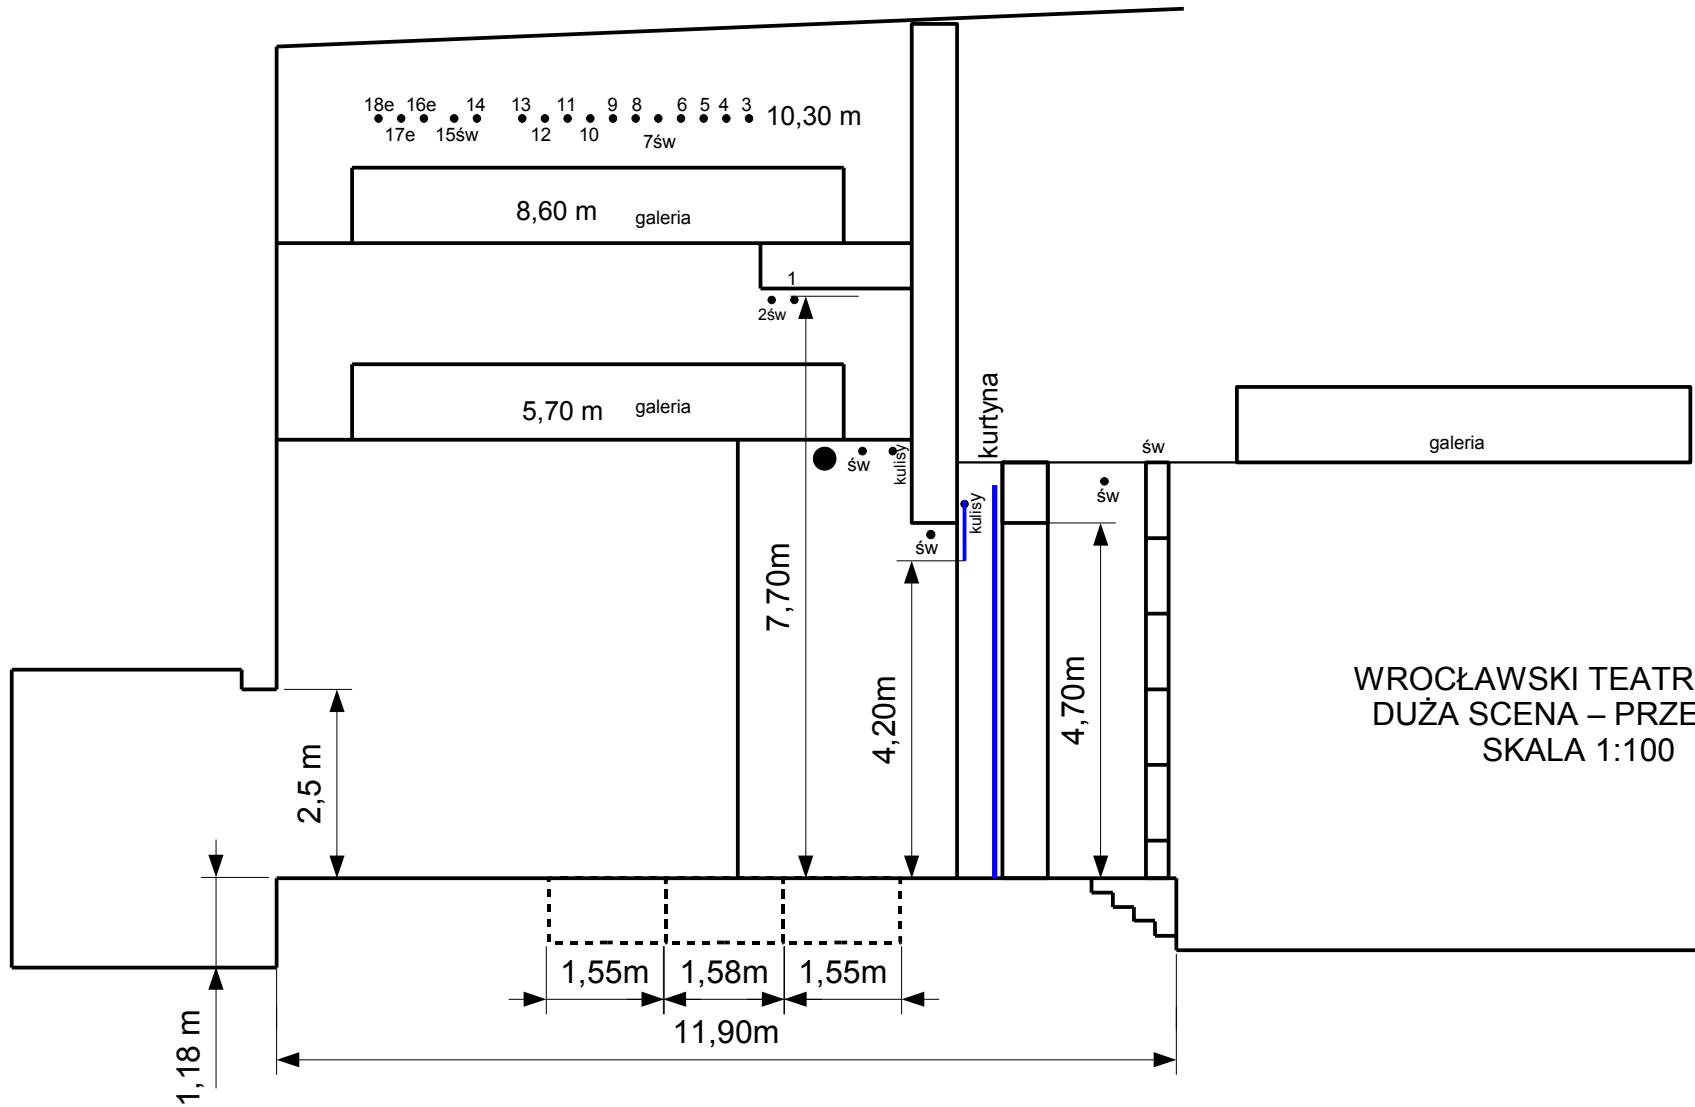 18e 16e 14 13 11 9 8 6 5 4 3 10,30 m
17e 15św 12 10 7św
8,60 m galeria
1
2św
5,70 m galeria
kurtyna
św
galeria
św
kulisy
św
kulisy
św
7,70m
4,20m
4,70m
WROCŁAWSKI TEATR
DUŻA SCENA – PRZE
SKALA 1:100
2,5 m
1,55m 1,58m 1,55m
11,90m
1,18 m